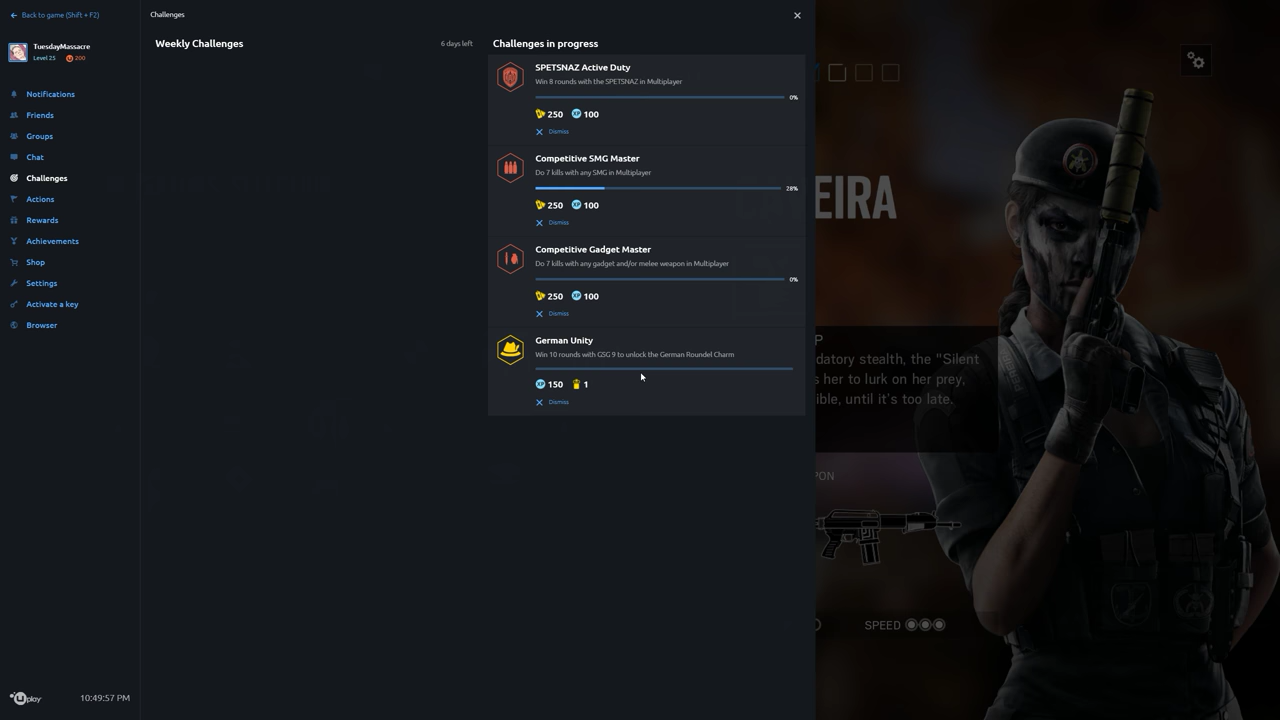 Back to game (Shift + F2)
TuesdayMassacre
Level 25 200
Notifications
Friends
Groups
Chat
Challenges
Actions
Rewards
Achievements
Shop
Settings
Activate a key
Browser
uplay 10:49:57 PM
Challenges
Weekly Challenges 6 days left
Challenges in progress
SPETSNAZ Active Duty
Win 8 rounds with the SPETSNAZ in Multiplayer
0%
250 XP 100
Dismiss
Competitive SMG Master
Do 7 kills with any SMG in Multiplayer
28%
250 XP 100
Dismiss
Competitive Gadget Master
Do 7 kills with any gadget and/or melee weapon in Multiplayer
0%
250 XP 100
Dismiss
German Unity
Win 10 rounds with GSG 9 to unlock the German Roundel Charm
XP 150 1
Dismiss
EIRA
P
datory stealth, the "Silent
s her to lurk on her prey,
ible, until it's too late.
PON
SPEED